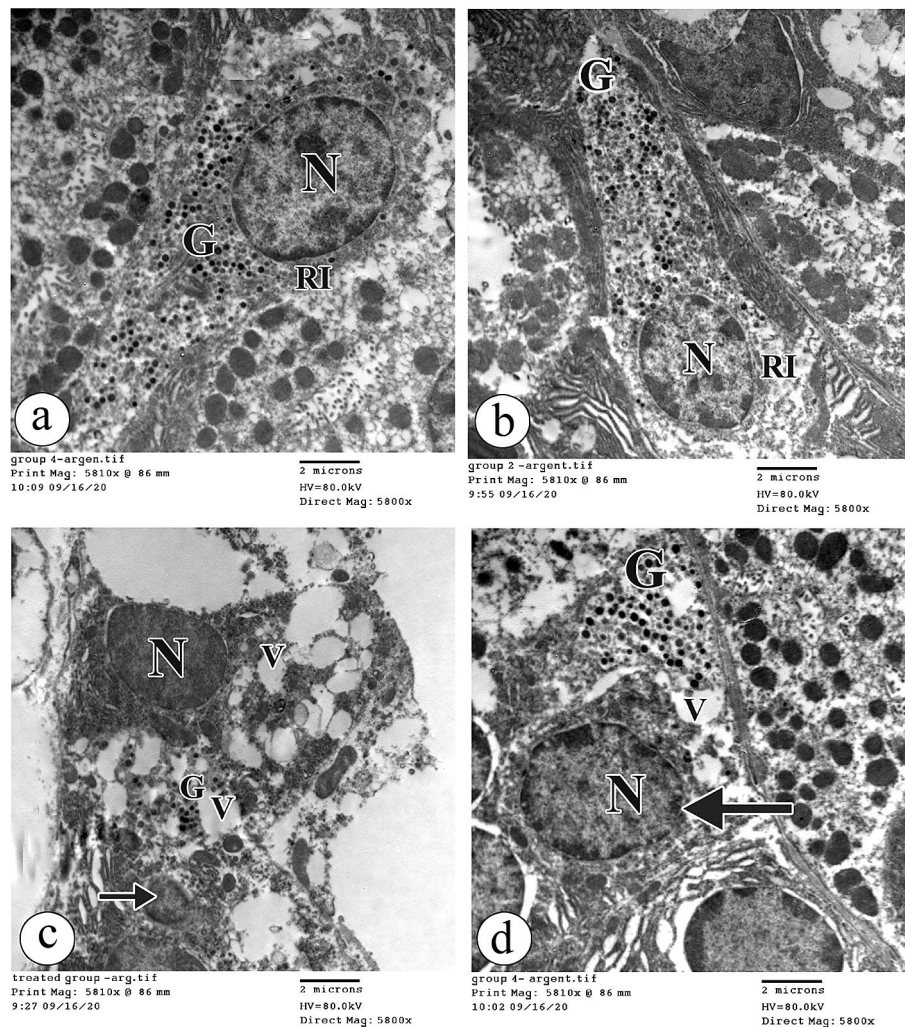 N
G
RI
a
group 4-argen.tif
Print Mag: 5810x @ 86 mm
10:09 09/16/20
2 microns
HV=80.0kV
Direct Mag: 5800x
G
N
RI
b
group 2 -argent.tif
Print Mag: 5810x @ 86 mm
9:55 09/16/20
2 microns
HV=80.0kV
Direct Mag: 5800x
N
V
G
V
c
treated group -arg.tif
Print Mag: 5810x @ 86 mm
9:27 09/16/20
2 microns
HV=80.0kV
Direct Mag: 5800x
G
V
N
d
group 4-argent.tif
Print Mag: 5810x @ 86 mm
10:02 09/16/20
2 microns
HV=80.0kV
Direct Mag: 5800x